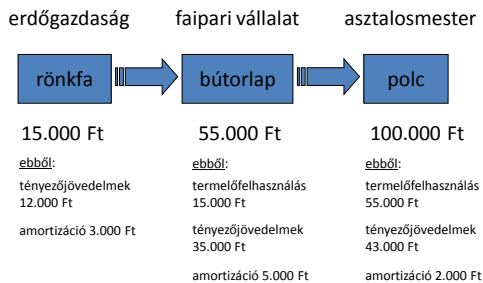 erdőgazdaság
faipari vállalat
asztalosmester
rönkfa
bútorlap
polc
15.000 Ft
ebből:
tényezőjövedelmek
12.000 Ft
amortizáció 3.000 Ft
55.000 Ft
ebből:
termelőfelhasználás
15.000 Ft
tényezőjövedelmek
35.000 Ft
amortizáció 5.000 Ft
100.000 Ft
ebből:
termelőfelhasználás
55.000 Ft
tényezőjövedelmek
43.000 Ft
amortizáció 2.000 Ft